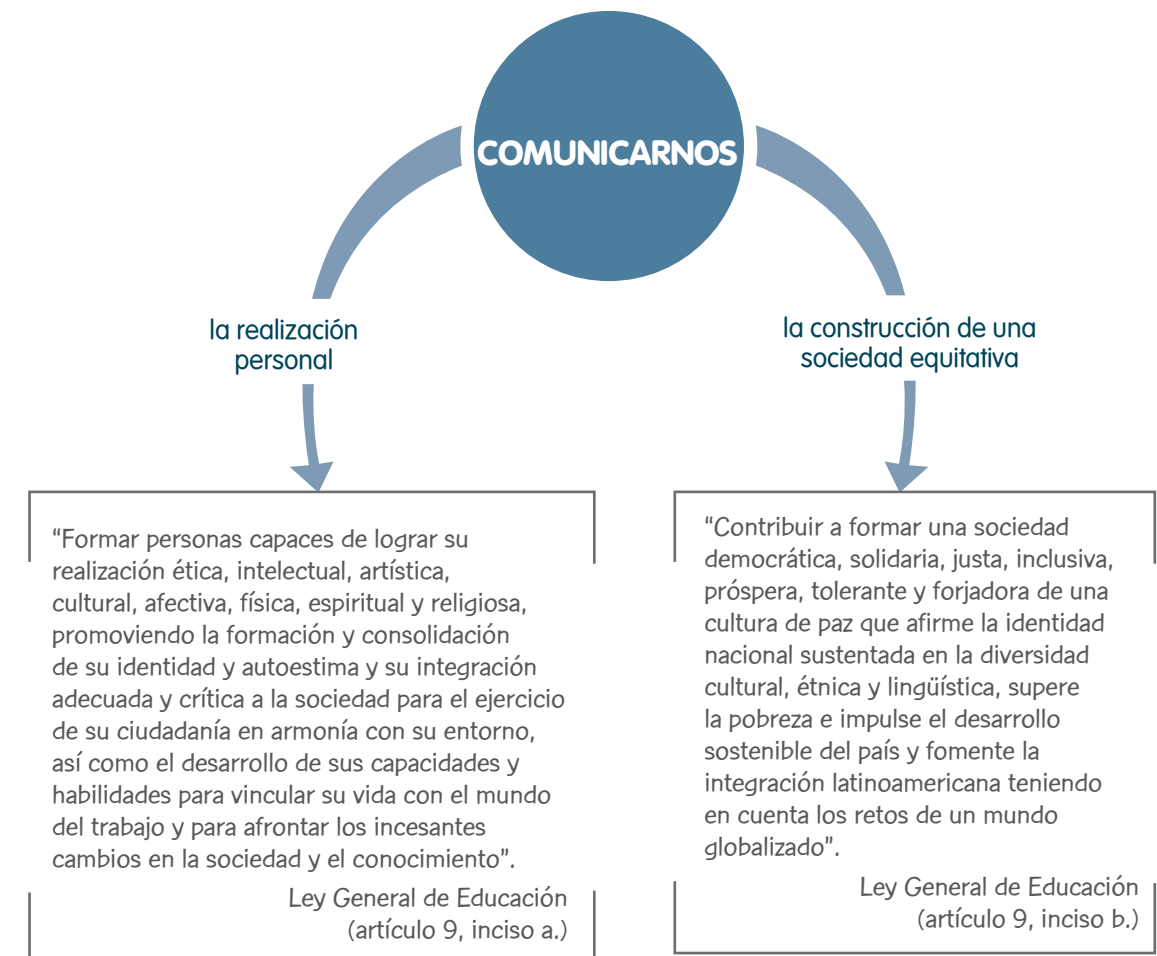 COMUNICARNOS
la realización
personal
la construcción de una
sociedad equitativa
“Formar personas capaces de lograr su
realización ética, intelectual, artística,
cultural, afectiva, física, espiritual y religiosa,
promoviendo la formación y consolidación
de su identidad y autoestima y su integración
adecuada y crítica a la sociedad para el ejercicio
de su ciudadanía en armonía con su entorno,
así como el desarrollo de sus capacidades y
habilidades para vincular su vida con el mundo
del trabajo y para afrontar los incesantes
cambios en la sociedad y el conocimiento”.
Ley General de Educación
(artículo 9, inciso a.)
“Contribuir a formar una sociedad
democrática, solidaria, justa, inclusiva,
próspera, tolerante y forjadora de una
cultura de paz que afirme la identidad
nacional sustentada en la diversidad
cultural, étnica y lingüística, supere
la pobreza e impulse el desarrollo
sostenible del país y fomente la
integración latinoamericana teniendo
en cuenta los retos de un mundo
globalizado”.
Ley General de Educación
(artículo 9, inciso b.)